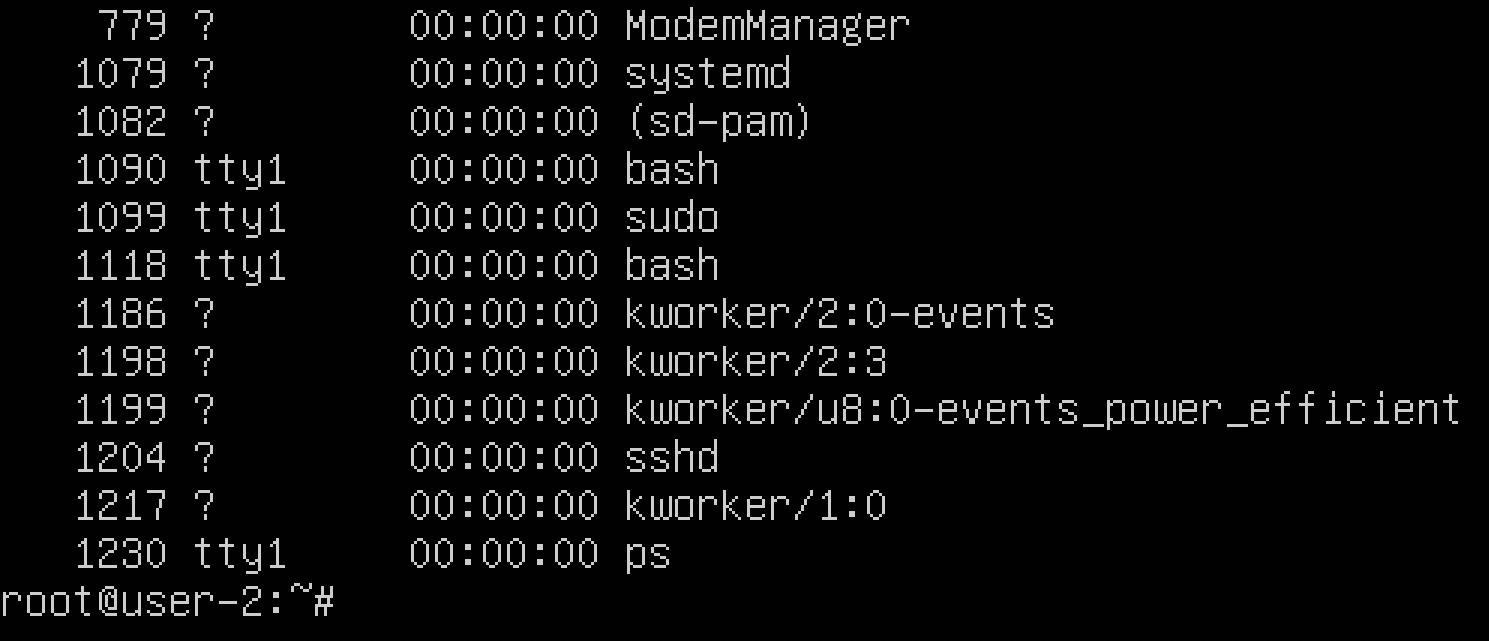 779 ? 00:00:00 ModemManager
1079 ? 00:00:00 systemd
1082 ? 00:00:00 (sd-pam)
1090 tty1 00:00:00 bash
1099 tty1 00:00:00 sudo
1118 tty1 00:00:00 bash
1186 ? 00:00:00 kworker/2:0-events
1198 ? 00:00:00 kworker/2:3
1199 ? 00:00:00 kworker/u8:0-events_power_efficient
1204 ? 00:00:00 sshd
1217 ? 00:00:00 kworker/1:0
1230 tty1 00:00:00 ps
root@user-2:~#